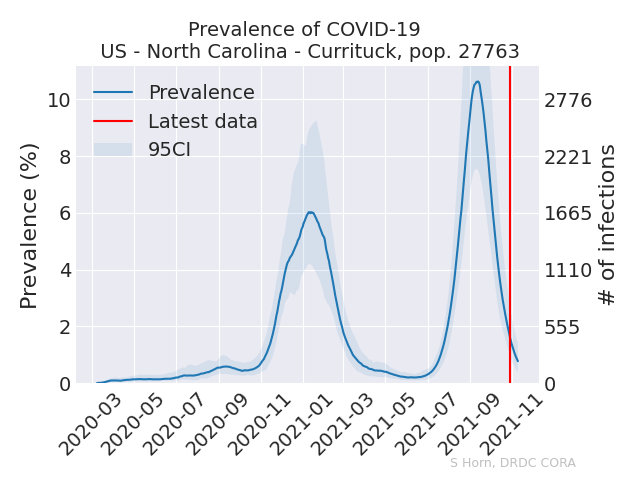 Prevalence of COVID-19
US - North Carolina - Currituck, pop. 27763
Prevalence
Latest data
95CI
Prevalence (%)
10
8
6
4
2
0
2776
2221
1665
1110
555
0
# of infections
2020-03
2020-05
2020-07
2020-09
2020-11
2021-01
2021-03
2021-05
2021-07
2021-09
2021-11
S Horn, DRDC CORA